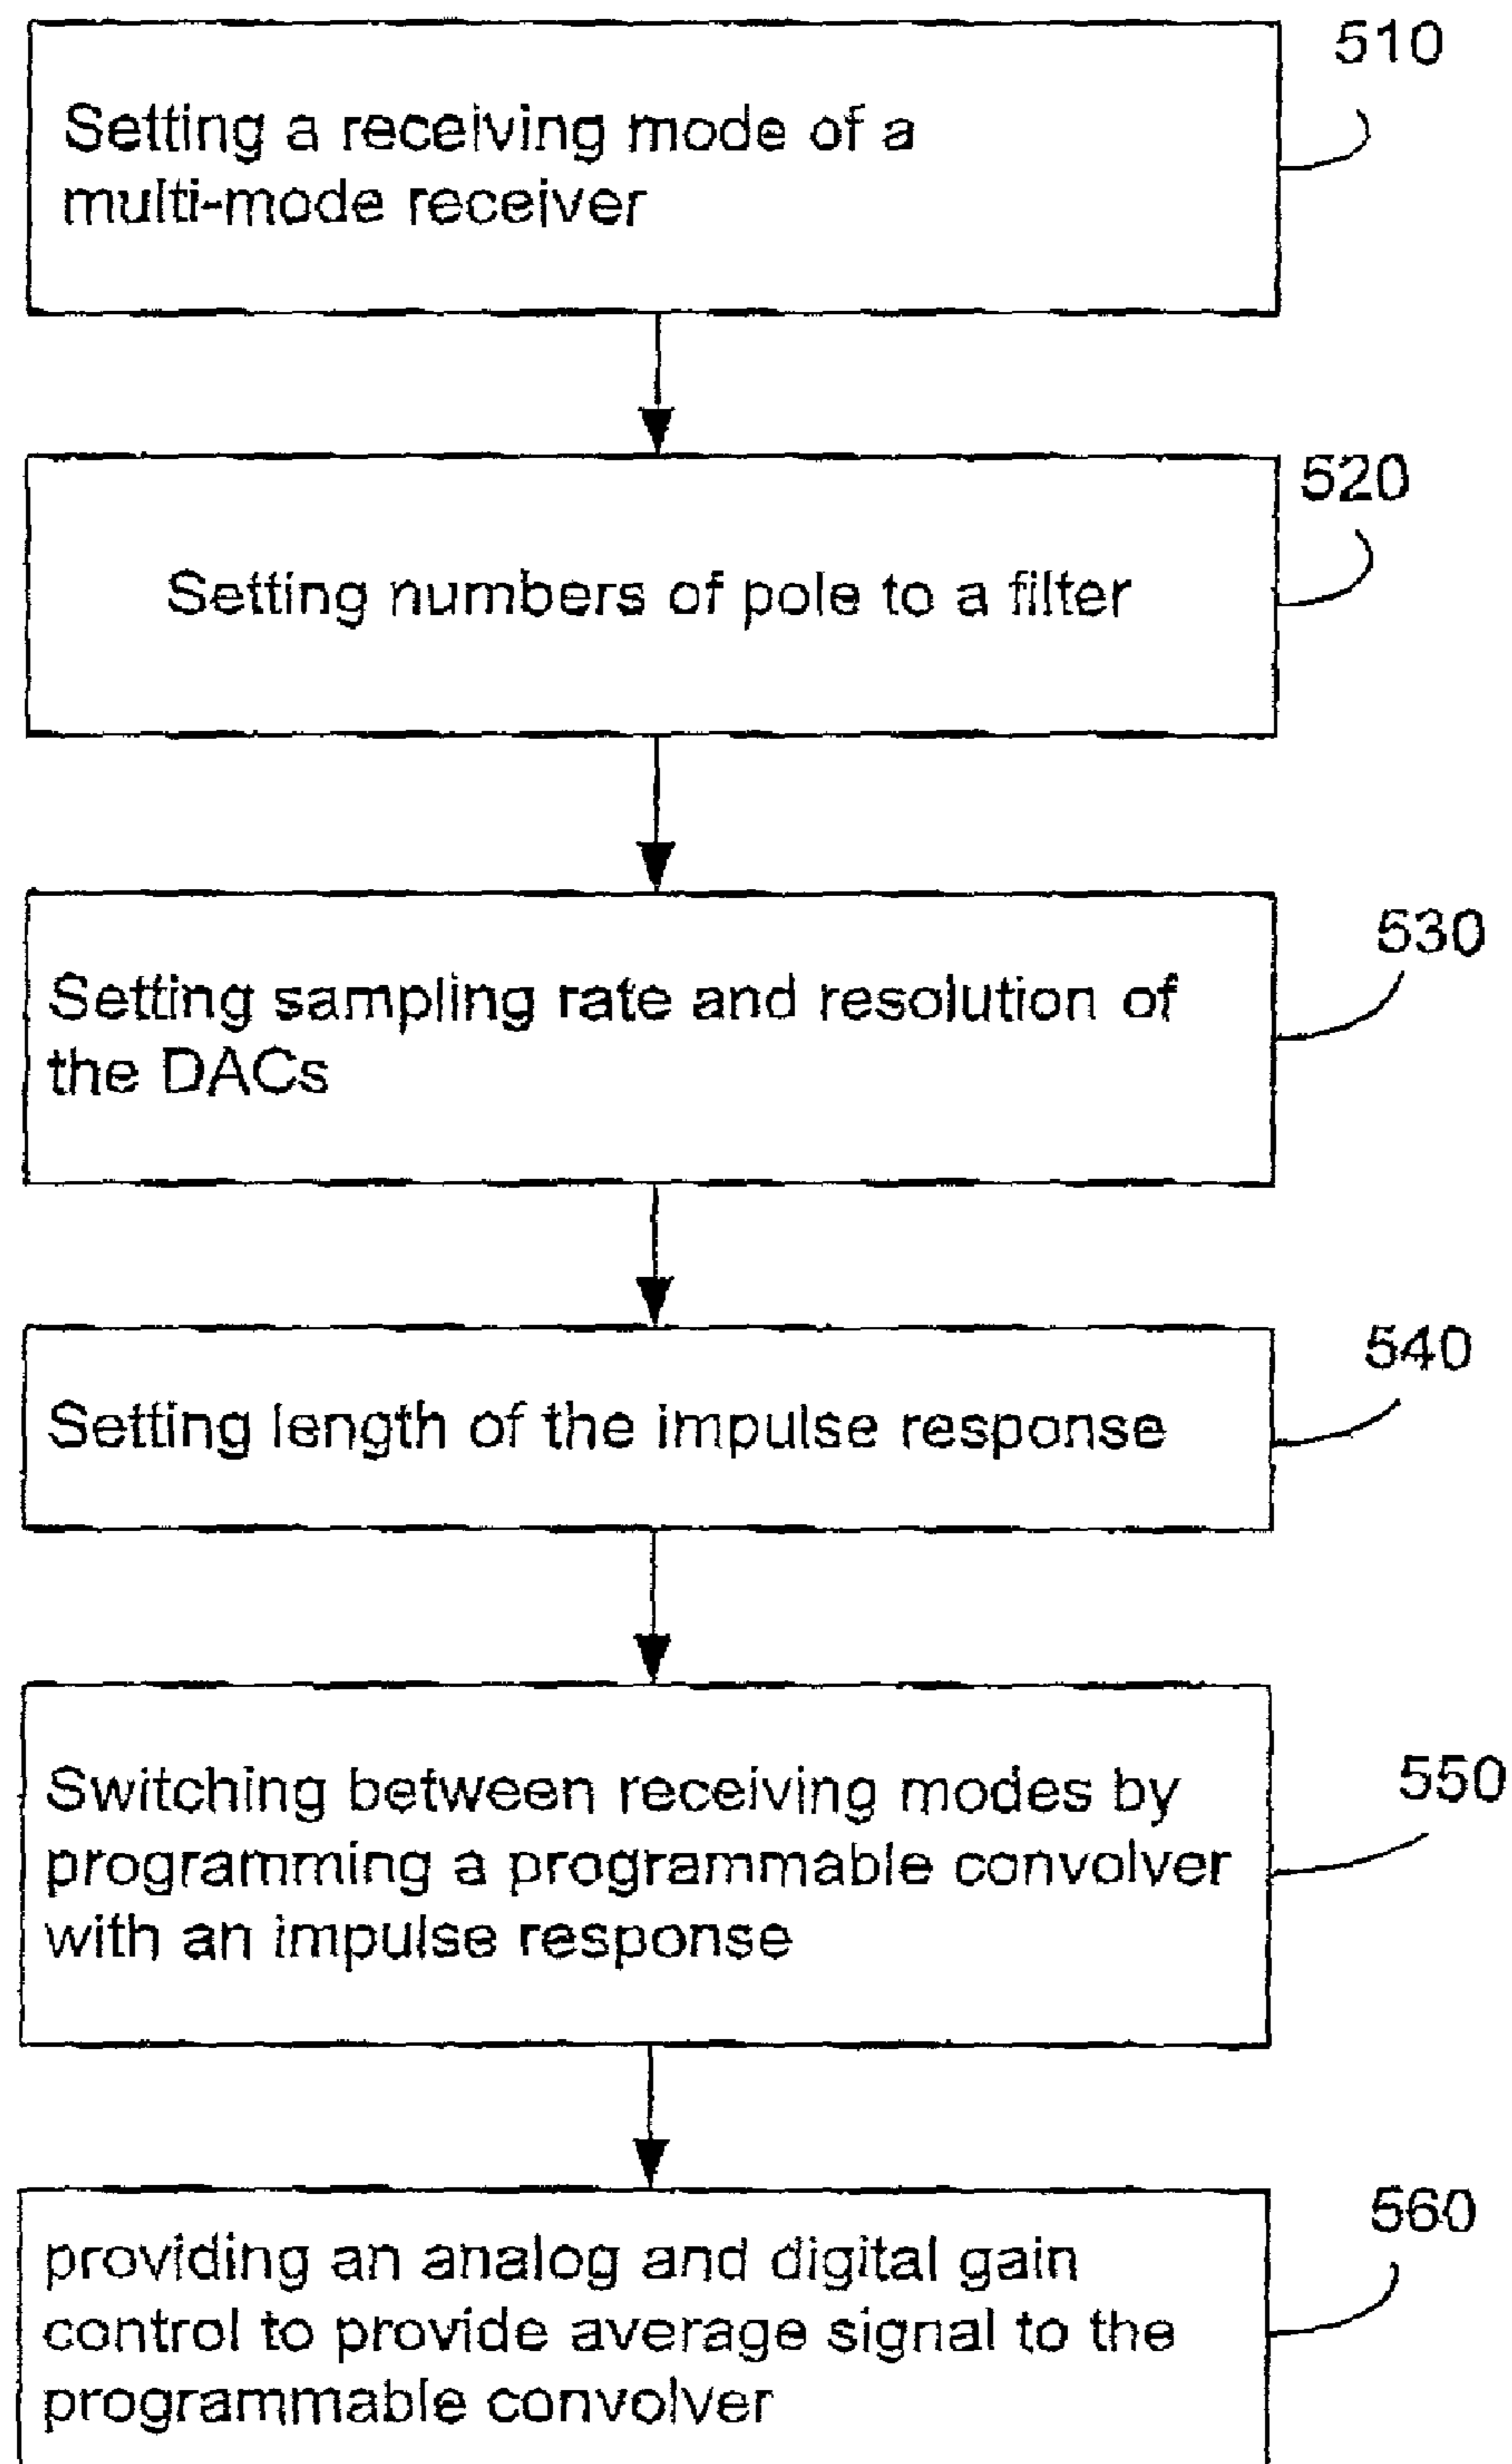 510
Setting a receiving mode of a
multi-mode receiver
520
Setting numbers of pole to a filter
530
Setting sampling rate and resolution of
the DACs
540
Setting length of the impulse response
550
Switching between receiving modes by
programming a programmable convolver
with an impulse response
560
providing an analog and digital gain
control to provide average signal to the
programmable convolver